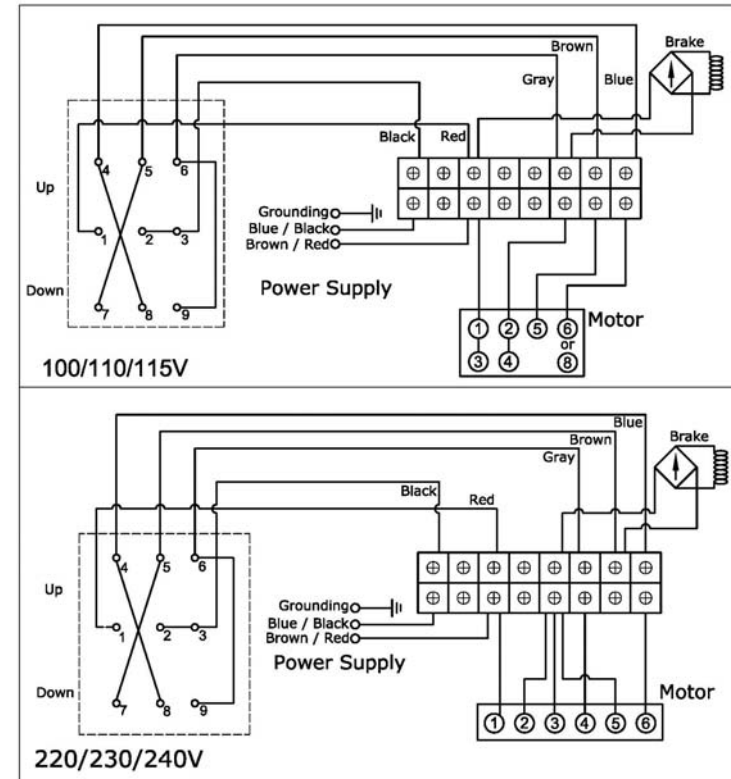 Brown
Brake
Gray
Blue
Black
Red
4
5
6
Up
Grounding
1
2
3
Blue / Black
Brown / Red
Down
Power Supply
7
8
9
1
2
5
6
Motor
or
3
4
8
100/110/115V
Blue
Brown
Brake
Gray
Black
Red
4
5
6
Up
Grounding
1
2
3
Blue / Black
Brown / Red
Power Supply
Down
Motor
7
8
9
1
2
3
4
5
6
220/230/240V